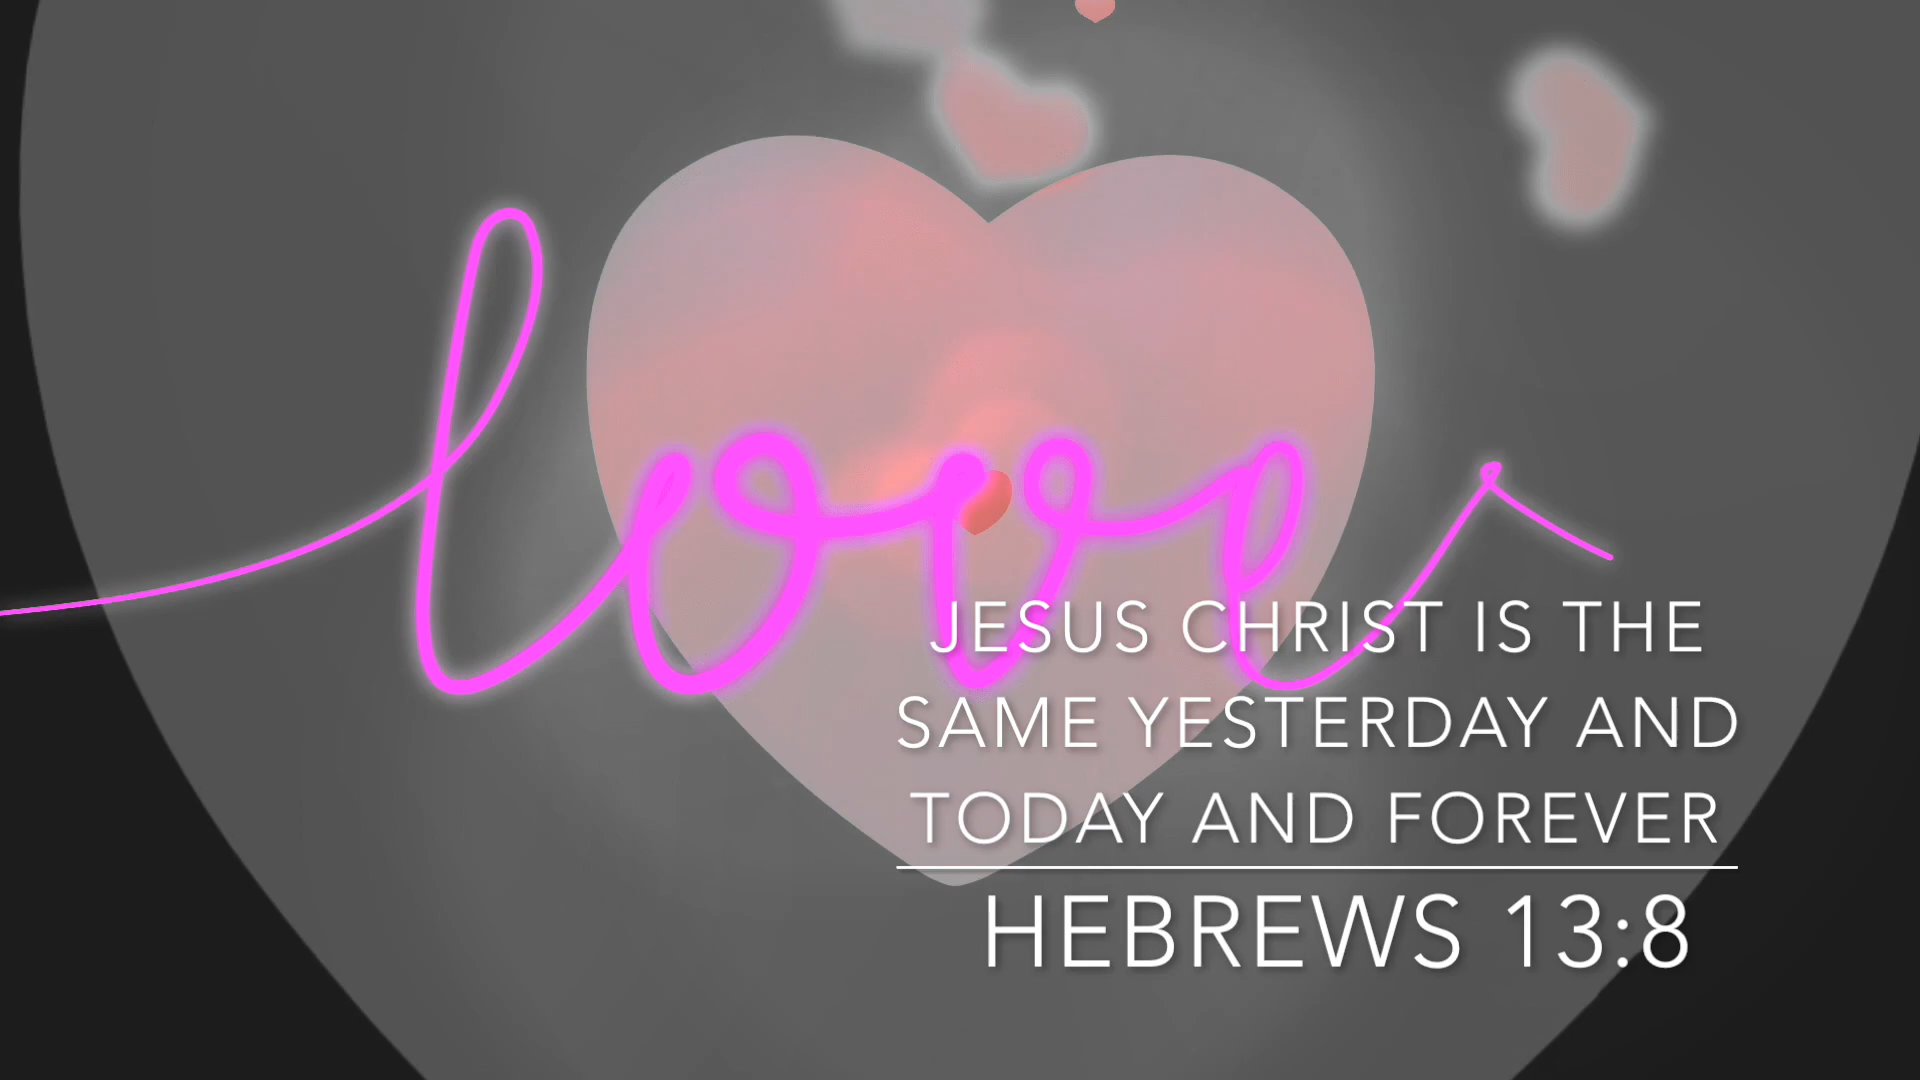 love
JESUS CHRIST IS THE
SAME YESTERDAY AND
TODAY AND FOREVER
HEBREWS 13:8